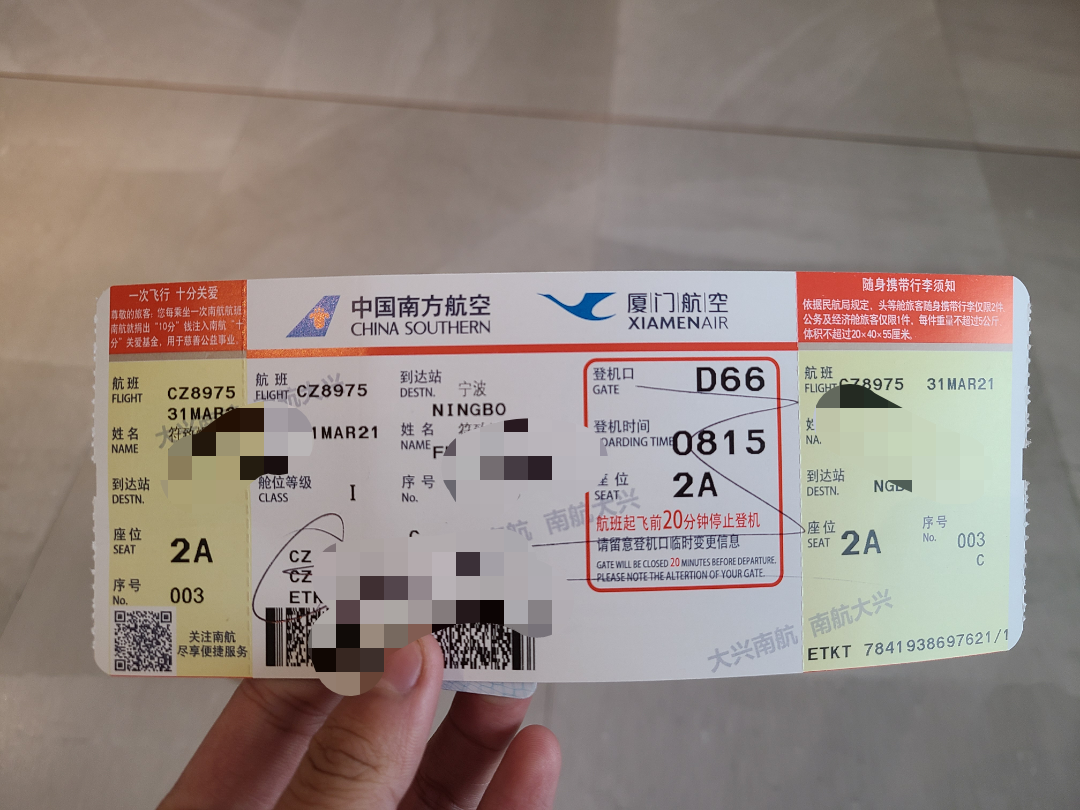 一次飞行 十分关爱
尊敬的旅客:您每乘坐一次南航航班
南航就捐出"10分"钱注入南航"十
分"关爱基金,用于慈善公益事业。
航班
FLIGHT
CZ8975
姓名
NAME
到达站
DESTN.
座位
SEAT
2A
序号
No.
003
关注南航
尽享便捷服务
中国南方航空
CHINA SOUTHERN
厦门航空
XIAMENAIR
航班
FLIGHT
CZ8975
1MAR21
舱位等级
CLASS
I
到达站
DESTN.
宁波
NINGBO
姓名
NAME
序号
No.
CZ
CZ
登机口
GATE
D66
登机时间
OARDING TIME
0815
座位
SEAT
2A
航班起飞前20分钟停止登机
请留意登机口临时变更信息
GATE WILL BE CLOSED 20 MINUTES BEFORE DEPARTURE.
PLEASE NOTE THE ALTERTION OF YOUR GATE.
南航大兴
大兴南航 南航大兴
随身携带行李须知
依据民航局规定,头等舱旅客随身携带行李仅限2件
公务及经济舱旅客仅限1件,每件重量不超过5公斤
体积不超过20×40×55厘米。
航班
FLIGHT
CZ8975 31MAR21
到达站
DESTN.
座位
SEAT
2A
序号
No.
003
C
ETKT 7841938697621/1